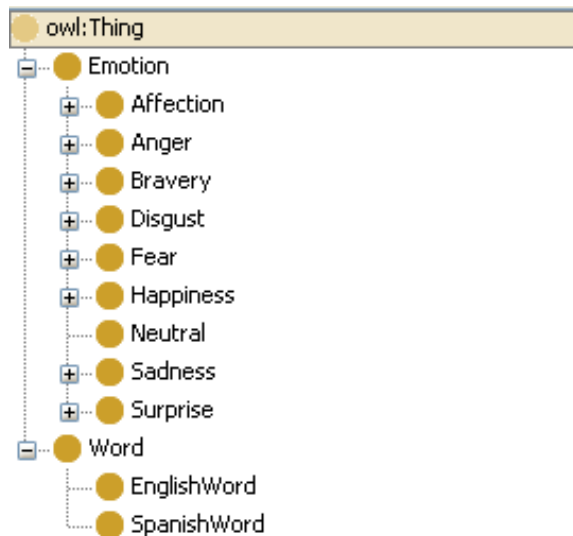 owl:Thing
Emotion
Affection
Anger
Bravery
Disgust
Fear
Happiness
Neutral
Sadness
Surprise
Word
EnglishWord
SpanishWord